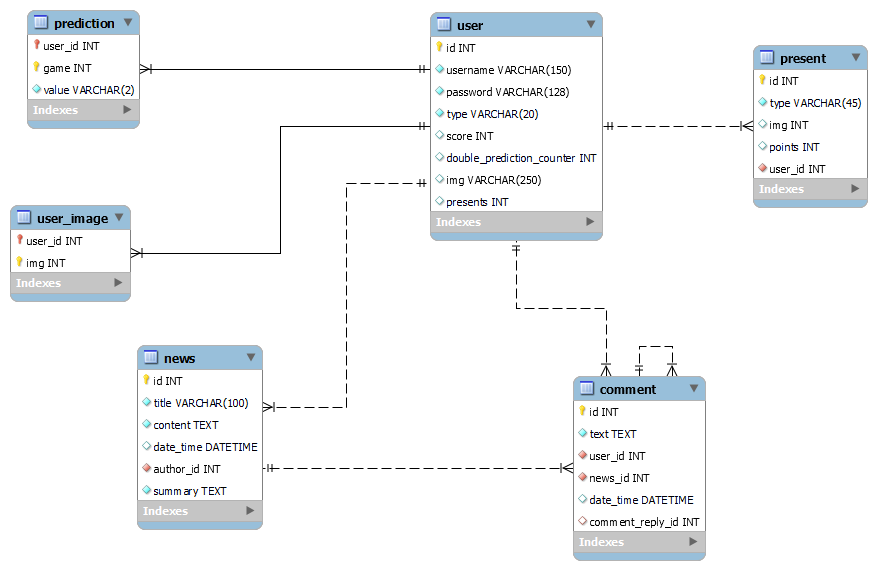 prediction
user_id INT
game INT
value VARCHAR(2)
Indexes
user
id INT
username VARCHAR(150)
password VARCHAR(128)
type VARCHAR(20)
score INT
double_prediction_counter INT
img VARCHAR(250)
presents INT
Indexes
present
id INT
type VARCHAR(45)
img INT
points INT
user_id INT
Indexes
user_image
user_id INT
img INT
Indexes
news
id INT
title VARCHAR(100)
content TEXT
date_time DATETIME
author_id INT
summary TEXT
Indexes
comment
id INT
text TEXT
user_id INT
news_id INT
date_time DATETIME
comment_reply_id INT
Indexes